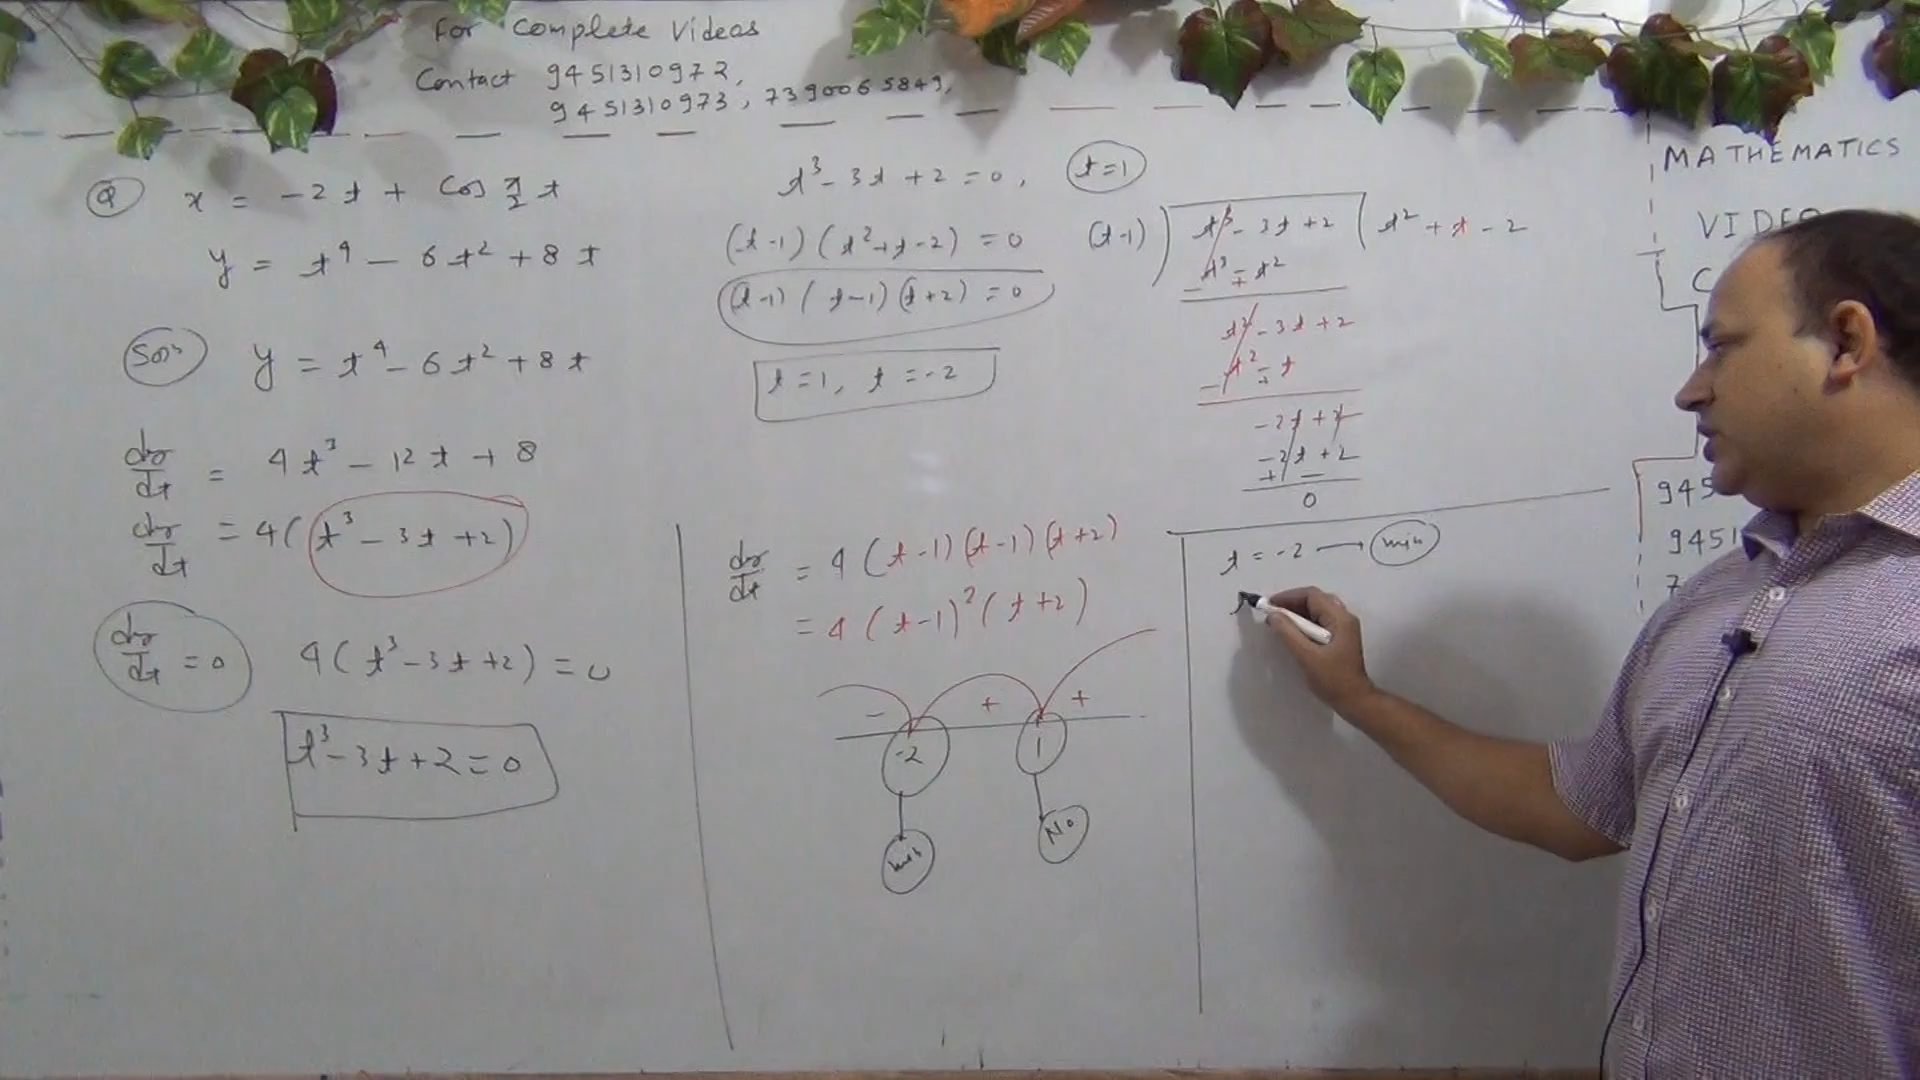 For Complete Videos
Contact 9451310972,
9451310973, 7390065849,
Q x = -2t + Cos π/2 t
y = t⁴ - 6t² + 8t
Solⁿ y = t⁴ - 6t² + 8t
dy/dt = 4t³ - 12t + 8
dy/dt = 4(t³ - 3t + 2)
dy/dt = 0 4(t³ - 3t + 2) = 0
t³ - 3t + 2 = 0
t³ - 3t + 2 = 0, t = 1
(t-1)(t²+t-2) = 0
(t-1)(t-1)(t+2) = 0
t = 1, t = -2
(t-1) ) t³ - 3t + 2 ( t² + t - 2
t³ - t²
- +
t² - 3t + 2
t² - t
- +
-2t + 2
-2t + 2
+ -
0
dy/dt = 4(t-1)(t-1)(t+2)
= 4(t-1)²(t+2)
- + +
-2 1
min No
t = -2 → min
MATHEMATICS
VIDEO
C
945
9451
7